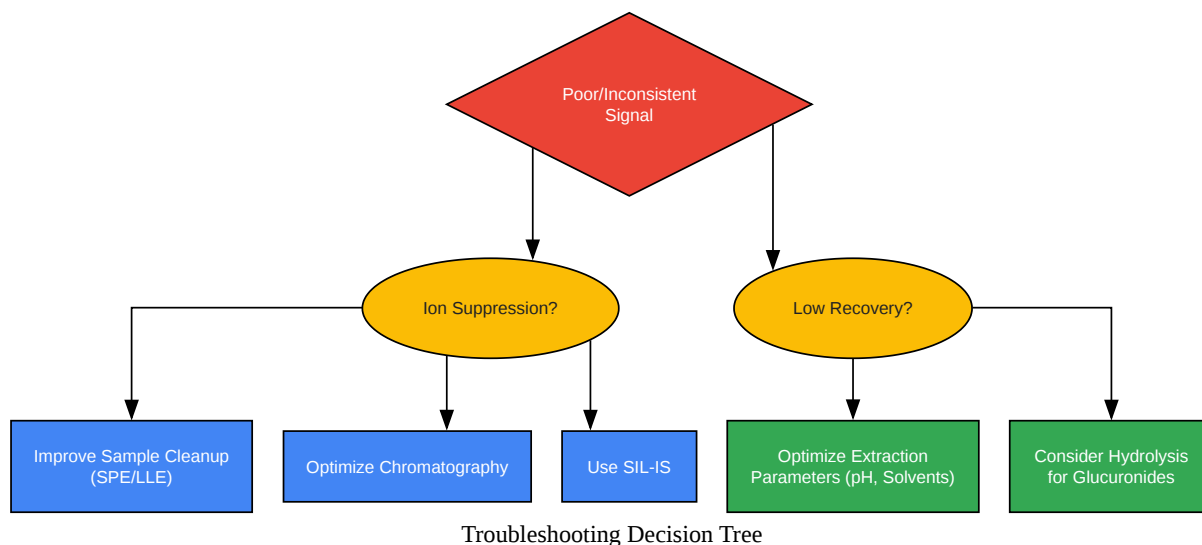 Poor/Inconsistent
Signal
Ion Suppression?
Low Recovery?
Improve Sample Cleanup
(SPE/LLE)
Optimize Chromatography
Use SIL-IS
Optimize Extraction
Parameters (pH, Solvents)
Consider Hydrolysis
for Glucuronides
Troubleshooting Decision Tree